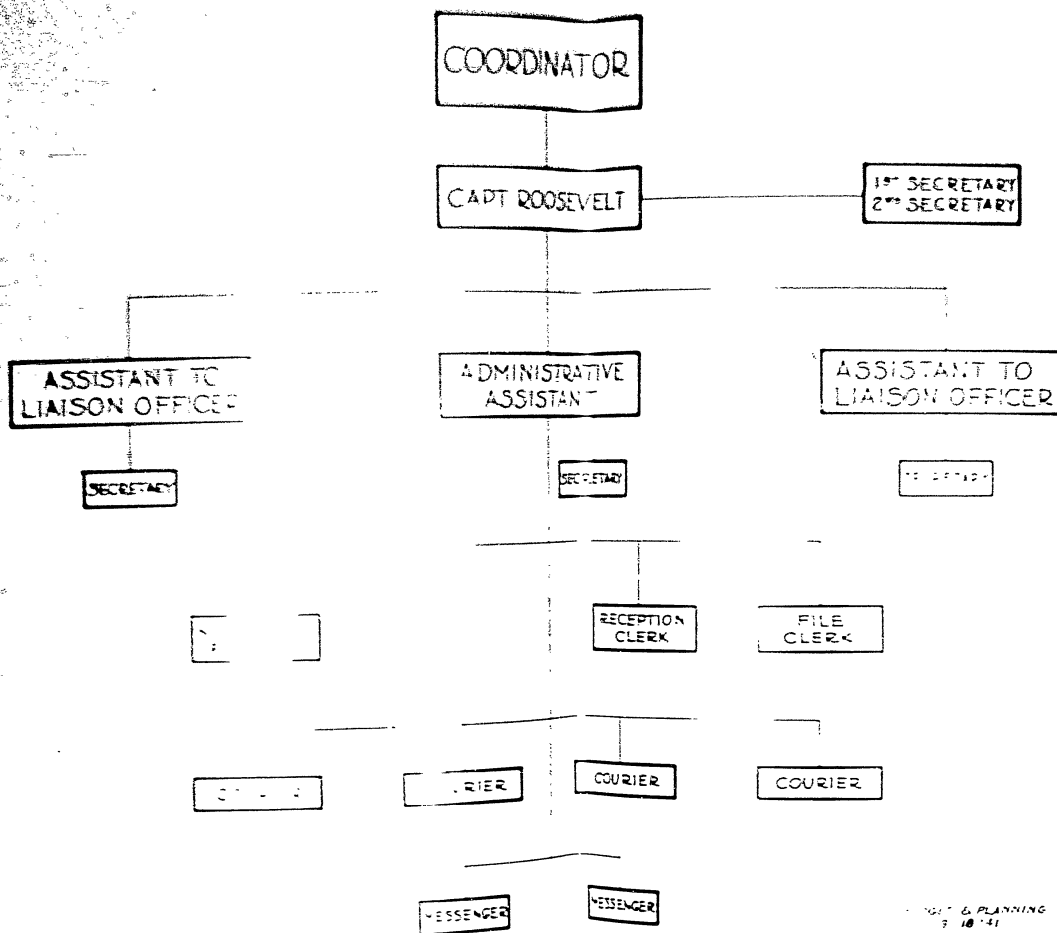 COORDINATOR
CAPT ROOSEVELT
1ST SECRETARY
2ND SECRETARY
ASSISTANT TO
LIAISON OFFICER
ADMINISTRATIVE
ASSISTANT
ASSISTANT TO
LIAISON OFFICER
SECRETARY
SECRETARY
SECRETARY
RECEPTION
CLERK
FILE
CLERK
COURIER
COURIER
MESSENGER
MESSENGER
& PLANNING